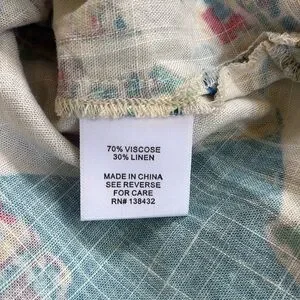 70% VISCOSE
30% LINEN
MADE IN CHINA
SEE REVERSE
FOR CARE
RN# 138432